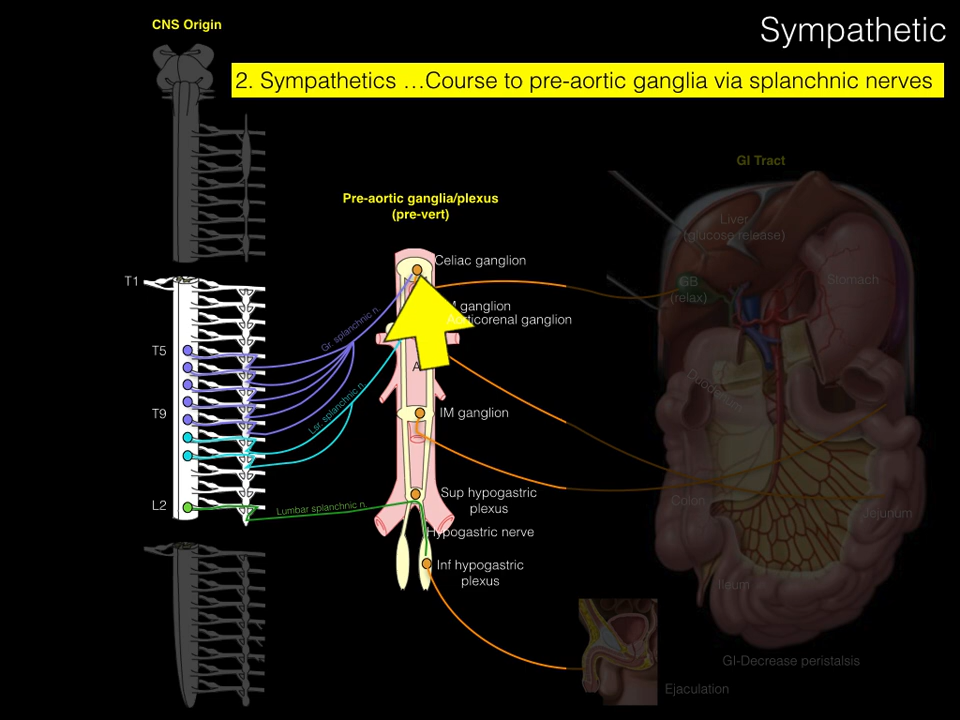 CNS Origin
Sympathetic
2. Sympathetics …Course to pre-aortic ganglia via splanchnic nerves
GI Tract
Pre-aortic ganglia/plexus
(pre-vert)
Liver
(glucose release)
Celiac ganglion
T1
GB
(relax)
Stomach
ganglion
ganglion
Gr. splanchnic n.
T5
A
Lsr. splanchnic n.
T9
IM ganglion
Sup hypogastric
plexus
Colon
L2
Lumbar splanchnic n.
Jejunum
Hypogastric nerve
Inf hypogastric
plexus
Ileum
GI-Decrease peristalsis
Ejaculation